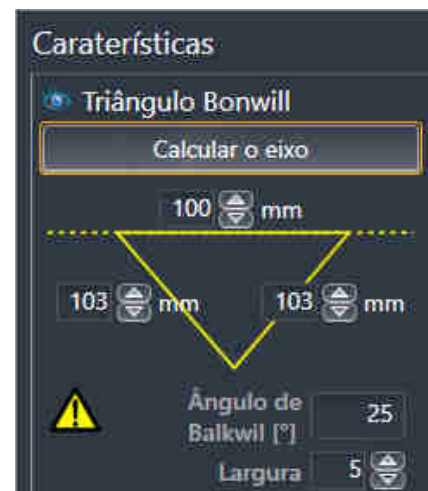 Caraterísticas
Triângulo Bonwill
Calcular o eixo
100 mm
103 mm 103 mm
Ângulo de 25
Balkwil [°]
Largura 5